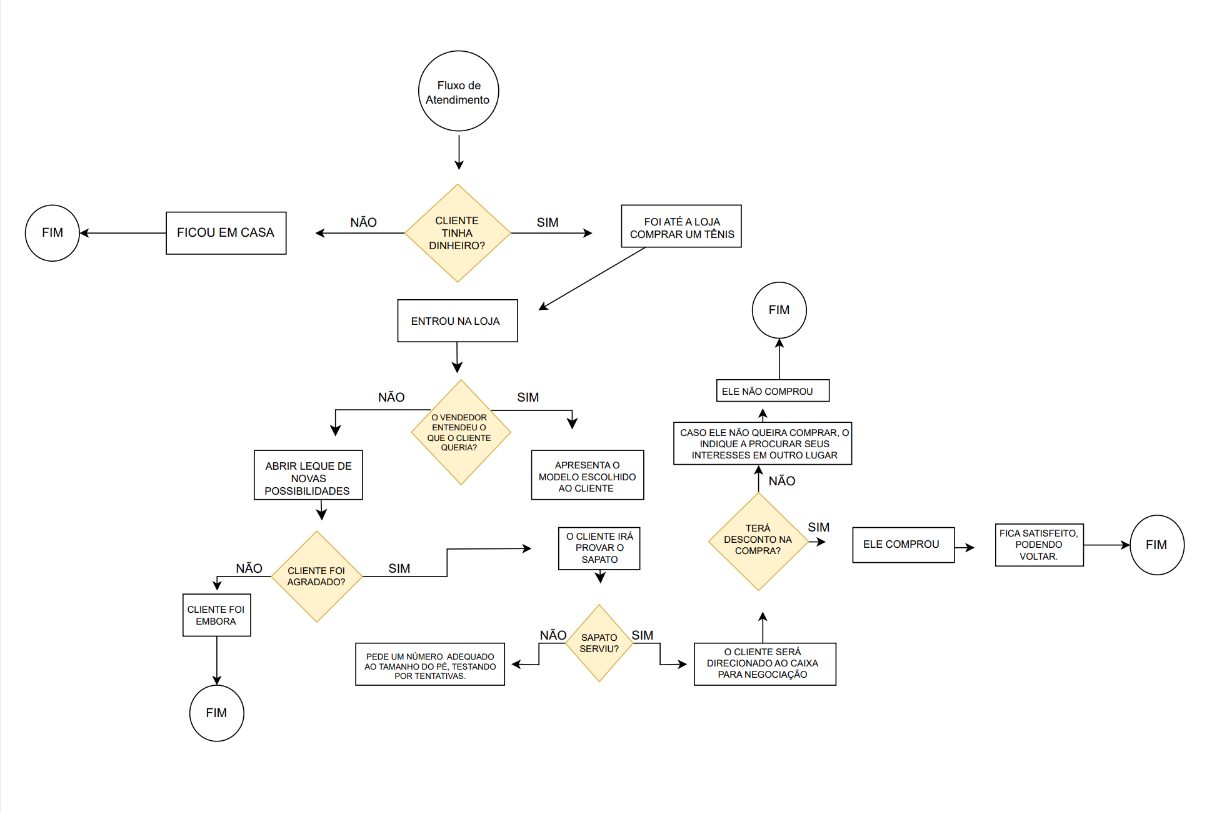 Fluxo de
Atendimento
CLIENTE
TINHA
DINHEIRO?
NÃO
SIM
FICOU EM CASA
FIM
FOI ATÉ A LOJA
COMPRAR UM TÊNIS
ENTROU NA LOJA
O VENDEDOR
ENTENDEU O
QUE O CLIENTE
QUERIA?
NÃO
SIM
ABRIR LEQUE DE
NOVAS
POSSIBILIDADES
APRESENTA O
MODELO ESCOLHIDO
AO CLIENTE
CLIENTE FOI
AGRADADO?
NÃO
SIM
CLIENTE FOI
EMBORA
FIM
O CLIENTE IRÁ
PROVAR O
SAPATO
SAPATO
SERVIU?
NÃO
SIM
PEDE UM NÚMERO ADEQUADO
AO TAMANHO DO PÉ, TESTANDO
POR TENTATIVAS.
O CLIENTE SERÁ
DIRECIONADO AO CAIXA
PARA NEGOCIAÇÃO
TERÁ
DESCONTO NA
COMPRA?
NÃO
SIM
CASO ELE NÃO QUEIRA COMPRAR, O
INDIQUE A PROCURAR SEUS
INTERESSES EM OUTRO LUGAR
ELE NÃO COMPROU
FIM
ELE COMPROU
FICA SATISFEITO,
PODENDO
VOLTAR.
FIM